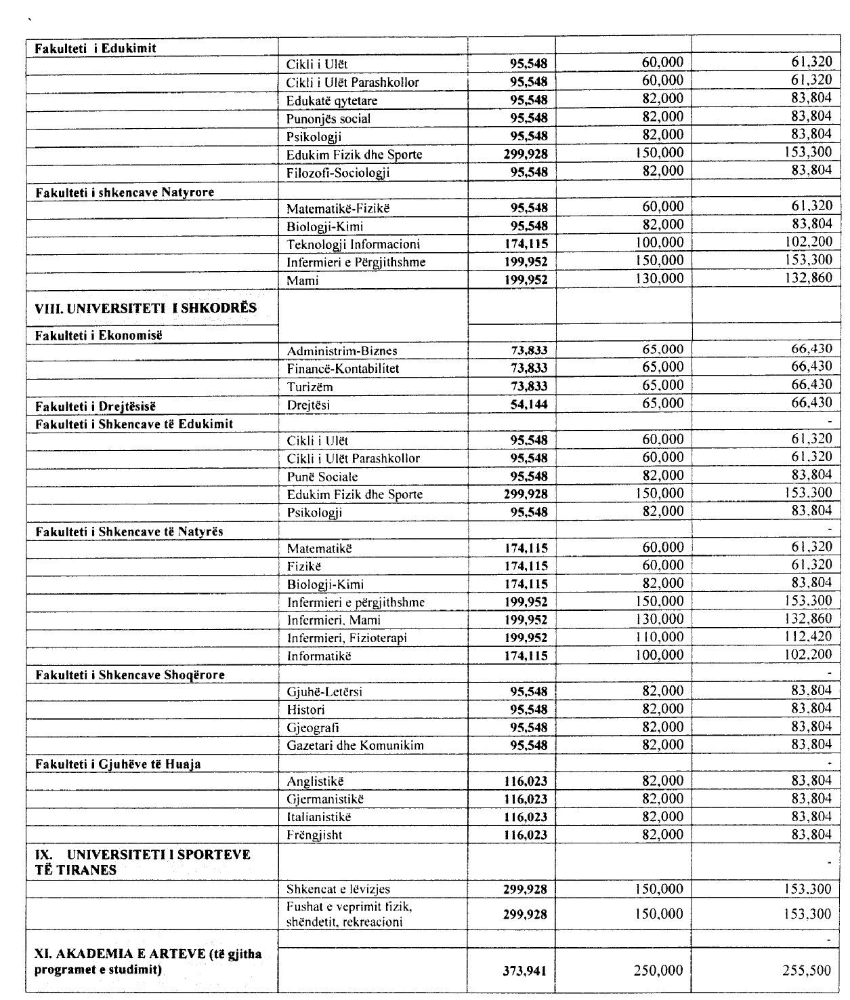 Fakulteti i Edukimit
Cikli i Ulët 95,548 60,000 61,320
Cikli i Ulët Parashkollor 95,548 60,000 61,320
Edukatë qytetare 95,548 82,000 83,804
Punonjës social 95,548 82,000 83,804
Psikologji 95,548 82,000 83,804
Edukim Fizik dhe Sporte 299,928 150,000 153,300
Filozofi-Sociologji 95,548 82,000 83,804
Fakulteti i shkencave Natyrore
Matematikë-Fizikë 95,548 60,000 61,320
Biologji-Kimi 95,548 82,000 83,804
Teknologji Informacioni 174,115 100,000 102,200
Infermieri e Përgjithshme 199,952 150,000 153,300
Mami 199,952 130,000 132,860
VIII. UNIVERSITETI I SHKODRËS
Fakulteti i Ekonomisë
Administrim-Biznes 73,833 65,000 66,430
Financë-Kontabilitet 73,833 65,000 66,430
Turizëm 73,833 65,000 66,430
Fakulteti i Drejtësisë Drejtësi 54,144 65,000 66,430
Fakulteti i Shkencave të Edukimit -
Cikli i Ulët 95,548 60,000 61,320
Cikli i Ulët Parashkollor 95,548 60,000 61,320
Punë Sociale 95,548 82,000 83,804
Edukim Fizik dhe Sporte 299,928 150,000 153,300
Psikologji 95,548 82,000 83,804
Fakulteti i Shkencave të Natyrës -
Matematikë 174,115 60,000 61,320
Fizikë 174,115 60,000 61,320
Biologji-Kimi 174,115 82,000 83,804
Infermieri e përgjithshme 199,952 150,000 153,300
Infermieri, Mami 199,952 130,000 132,860
Infermieri, Fizioterapi 199,952 110,000 112,420
Informatikë 174,115 100,000 102,200
Fakulteti i Shkencave Shoqërore -
Gjuhë-Letërsi 95,548 82,000 83,804
Histori 95,548 82,000 83,804
Gjeografi 95,548 82,000 83,804
Gazetari dhe Komunikim 95,548 82,000 83,804
Fakulteti i Gjuhëve të Huaja -
Anglistikë 116,023 82,000 83,804
Gjermanistikë 116,023 82,000 83,804
Italianistikë 116,023 82,000 83,804
Frëngjisht 116,023 82,000 83,804
IX. UNIVERSITETI I SPORTEVE
TË TIRANES -
Shkencat e lëvizjes 299,928 150,000 153,300
Fushat e veprimit fizik,
shëndetit, rekreacioni 299,928 150,000 153,300
-
XI. AKADEMIA E ARTEVE (të gjitha
programet e studimit) 373,941 250,000 255,500